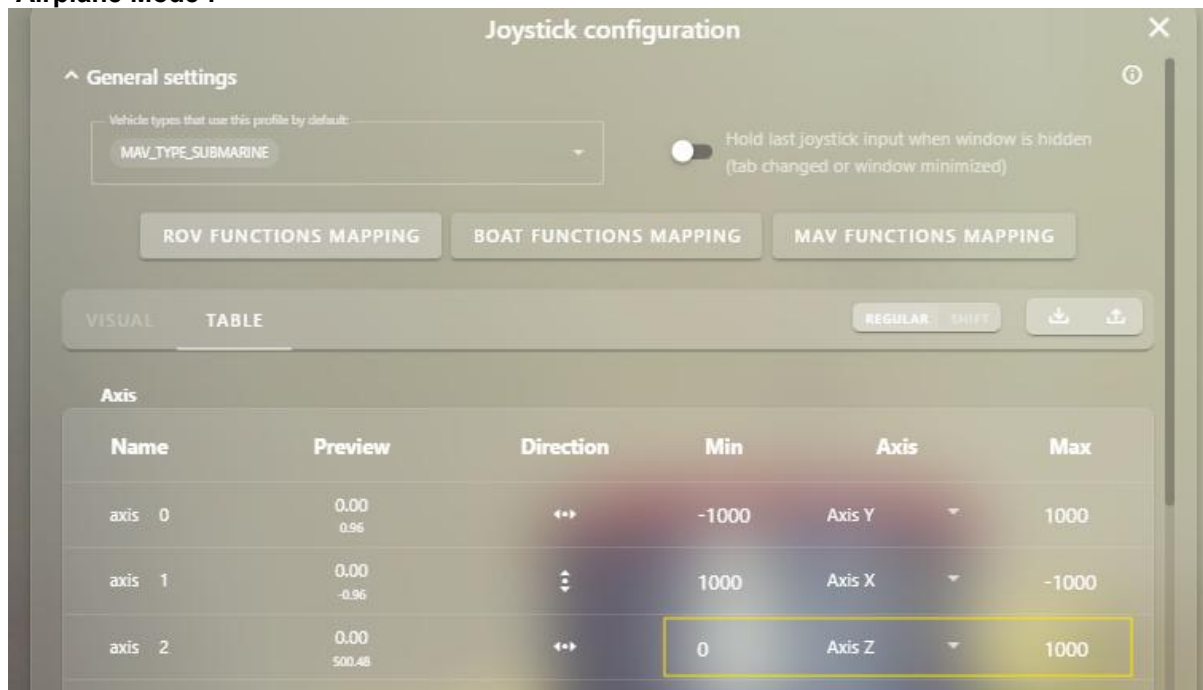 Airplane Mode :
Joystick configuration
General settings
Vehicle types that use this profile by default:
MAV_TYPE_SUBMARINE
Hold last joystick input when window is hidden
(tab changed or window minimized)
ROV FUNCTIONS MAPPING BOAT FUNCTIONS MAPPING MAV FUNCTIONS MAPPING
VISUAL TABLE REGULAR SHIFT
Axis
Name Preview Direction Min Axis Max
axis 0 0.00 -1000 Axis Y 1000
0.96
axis 1 0.00 1000 Axis X -1000
-0.96
axis 2 0.00 0 Axis Z 1000
500.48